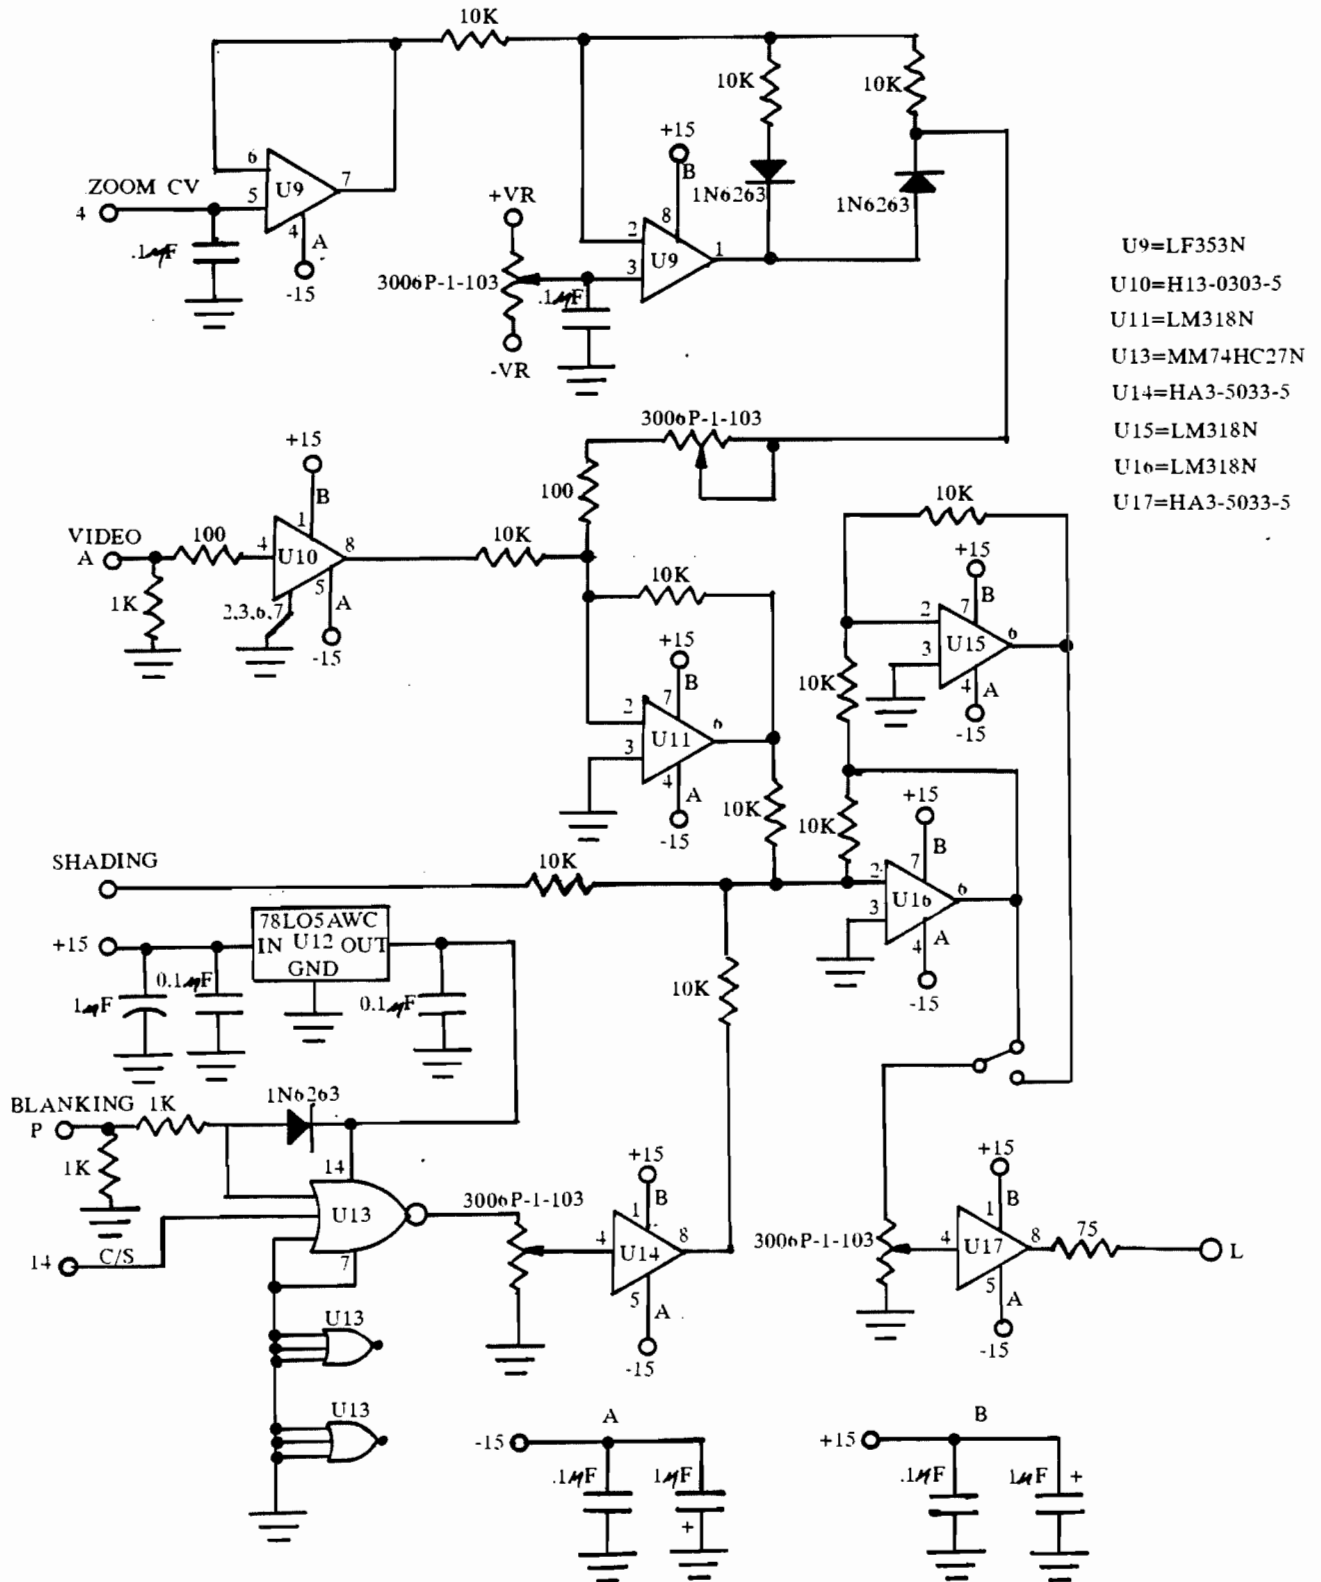 10K
10K
10K
+15
B
6
U9
7
ZOOM CV
4
5
4
A
-15
.1µF
1N6263
1N6263
+VR
8
2
U9
1
3
3006P-1-103
.1µF
-VR
U9=LF353N
U10=H13-0303-5
U11=LM318N
U13=MM74HC27N
U14=HA3-5033-5
U15=LM318N
U16=LM318N
U17=HA3-5033-5
3006P-1-103
+15
B
100
10K
VIDEO
A
100
1
4
U10
8
10K
5
A
1K
2,3,6,7
-15
10K
+15
B
7
2
U15
6
3
4
A
-15
+15
B
7
2
U11
6
3
4
A
-15
10K
10K
10K
+15
B
7
2
U16
6
3
4
A
-15
SHADING
10K
78LO5AWC
+15
IN U12 OUT
GND
1µF
0.1µF
0.1µF
10K
BLANKING
P
1K
1N6263
1K
14
U13
7
14
C/S
3006P-1-103
+15
B
1
4
U14
8
5
A
-15
3006P-1-103
+15
B
1
4
U17
8
75
L
5
A
-15
U13
U13
A
-15
.1µF
1µF
+
B
+15
.1µF
1µF
+